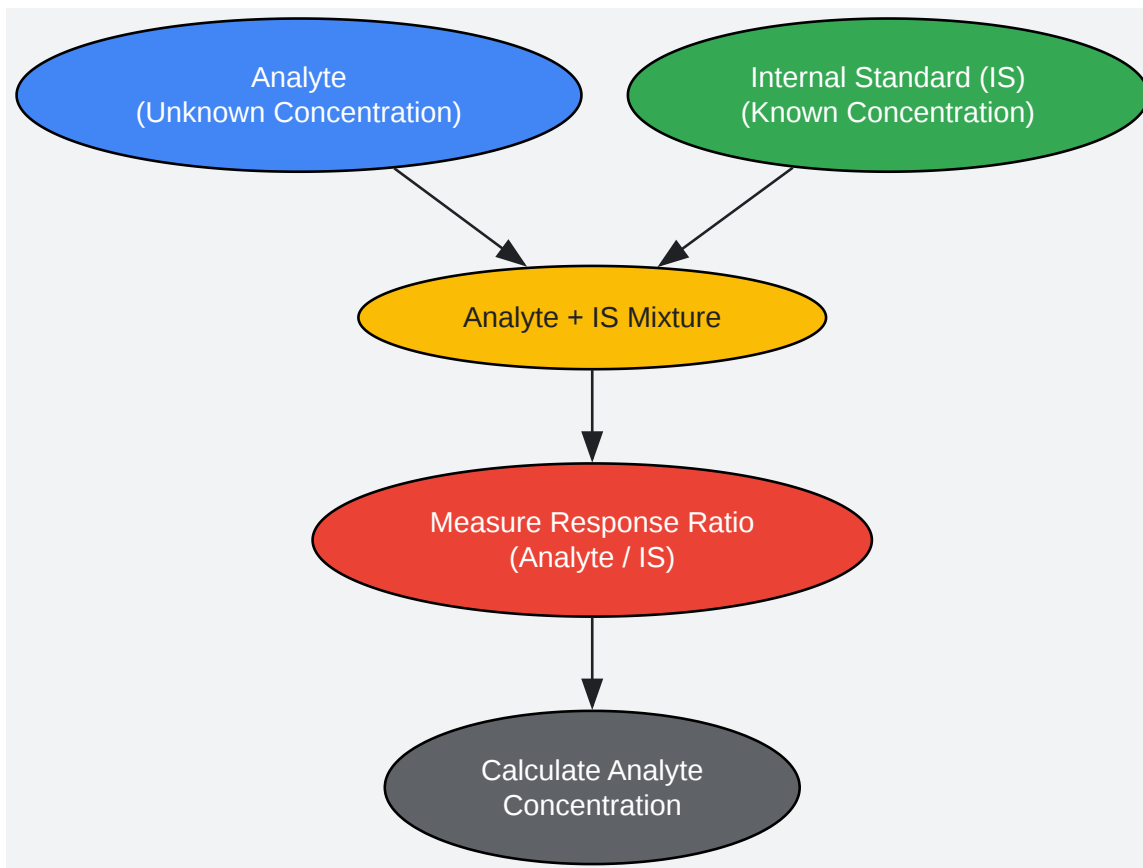 Analyte
(Unknown Concentration)
Internal Standard (IS)
(Known Concentration)
Analyte + IS Mixture
Measure Response Ratio
(Analyte / IS)
Calculate Analyte
Concentration